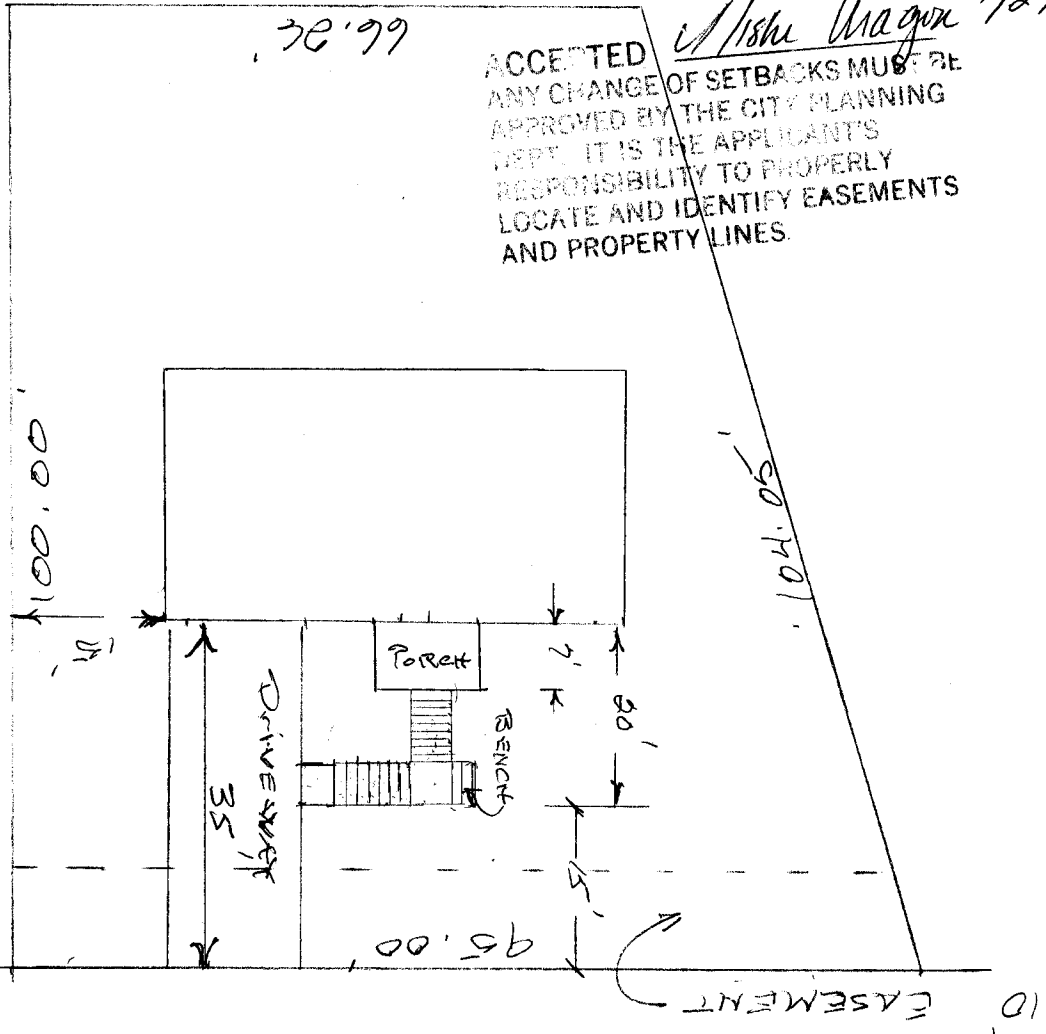 ACCEPTED
ANY CHANGE OF SETBACKS MUST BE
APPROVED BY THE CITY PLANNING
DEPT. IT IS THE APPLICANT'S
RESPONSIBILITY TO PROPERLY
LOCATE AND IDENTIFY EASEMENTS
AND PROPERTY LINES.
100.00'
104.05'
15'
PORCH
7'
20'
BENCH
DRIVEWAY
35'
15'
95.00
10' EASEMENT